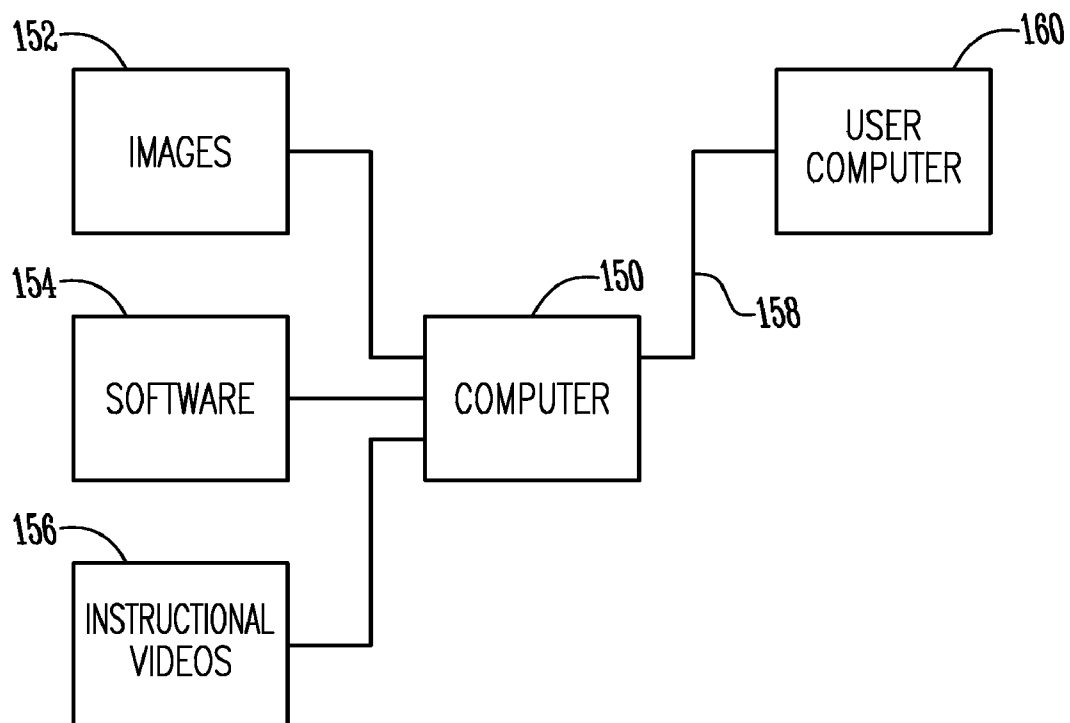 152
IMAGES
160
USER
COMPUTER
154
SOFTWARE
150
COMPUTER
158
156
INSTRUCTIONAL
VIDEOS